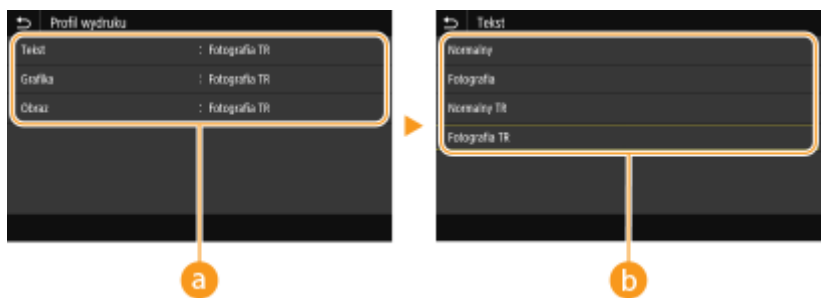 Profil wydruku
Tekst : Fotografia TR
Grafika : Fotografia TR
Obraz : Fotografia TR
a
Tekst
Normalny
Fotografia
Normalny TR
Fotografia TR
b